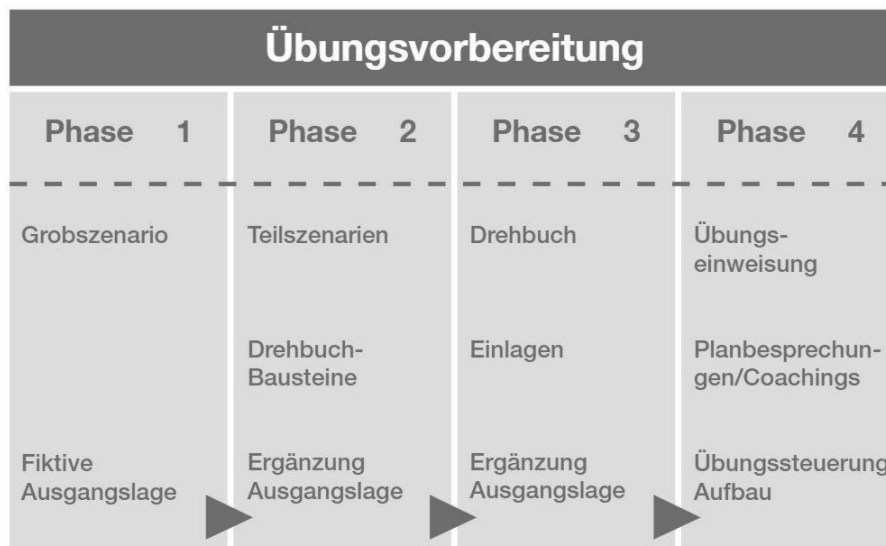 Übungsvorbereitung
Phase 1
Phase 2
Phase 3
Phase 4
Grobszenario
Teilszenarien
Drehbuch
Übungs-
einweisung
Drehbuch-
Bausteine
Einlagen
Planbesprechun-
gen/Coachings
Fiktive
Ausgangslage
Ergänzung
Ausgangslage
Ergänzung
Ausgangslage
Übungssteuerung
Aufbau